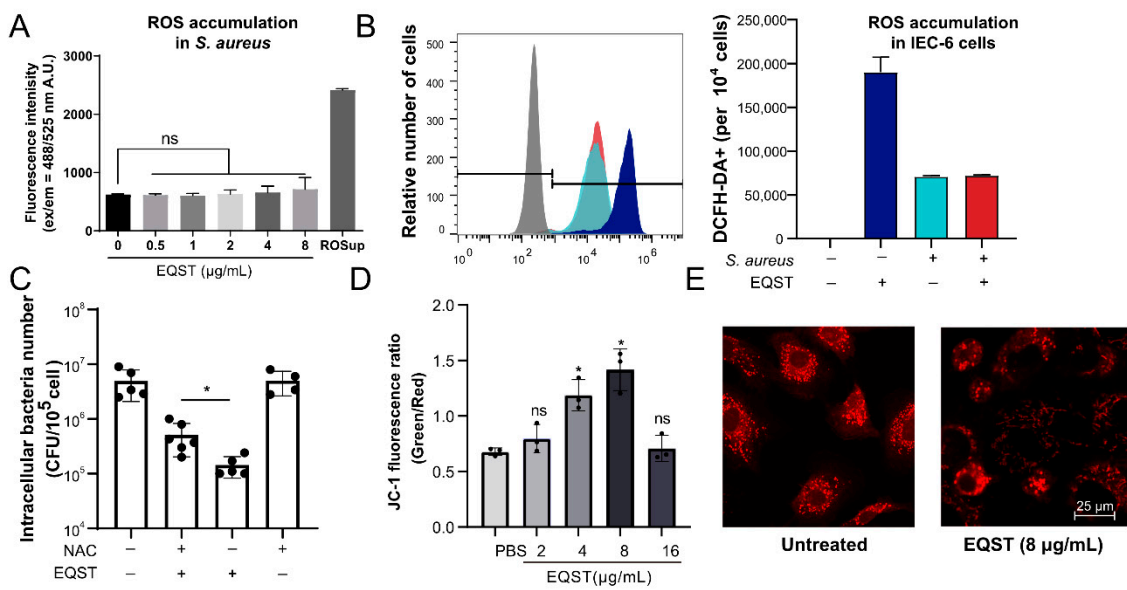 A
ROS accumulation
in S. aureus
Fluorescence intenisity
(ex/em = 488/525 nm A.U.)
3000
2000
1000
0
ns
0 0.5 1 2 4 8 ROSup
EQST (μg/mL)
B
Relative number of cells
500
400
300
200
100
0
10^0 10^2 10^4 10^6
ROS accumulation
in IEC-6 cells
DCFH-DA+ (per 10^4 cells)
250,000
200,000
150,000
100,000
50,000
0
S. aureus – – + +
EQST – + – +
C
Intracellular bacteria number
(CFU/10^5 cell)
10^8
10^7
10^6
10^5
10^4
*
NAC – + – +
EQST – + + –
D
JC-1 fluorescence ratio
(Green/Red)
2.0
1.5
1.0
0.5
0.0
ns * * ns
PBS 2 4 8 16
EQST(μg/mL)
E
25 μm
Untreated
EQST (8 μg/mL)